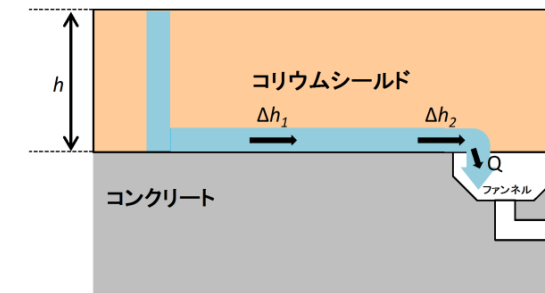 h
コリウムシールド
Δh1
Δh2
Q
ファンネル
コンクリート